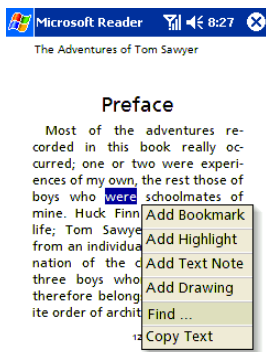 Microsoft Reader 8:27
The Adventures of Tom Sawyer
Preface
Most of the adventures re-
corded in this book really oc-
curred; one or two were experi-
ences of my own, the rest those of
boys who were schoolmates of
mine. Huck Finn
life; Tom Sawye
from an individua
nation of the c
three boys who
therefore belong
ite order of archit
Add Bookmark
Add Highlight
Add Text Note
Add Drawing
Find ...
Copy Text
12